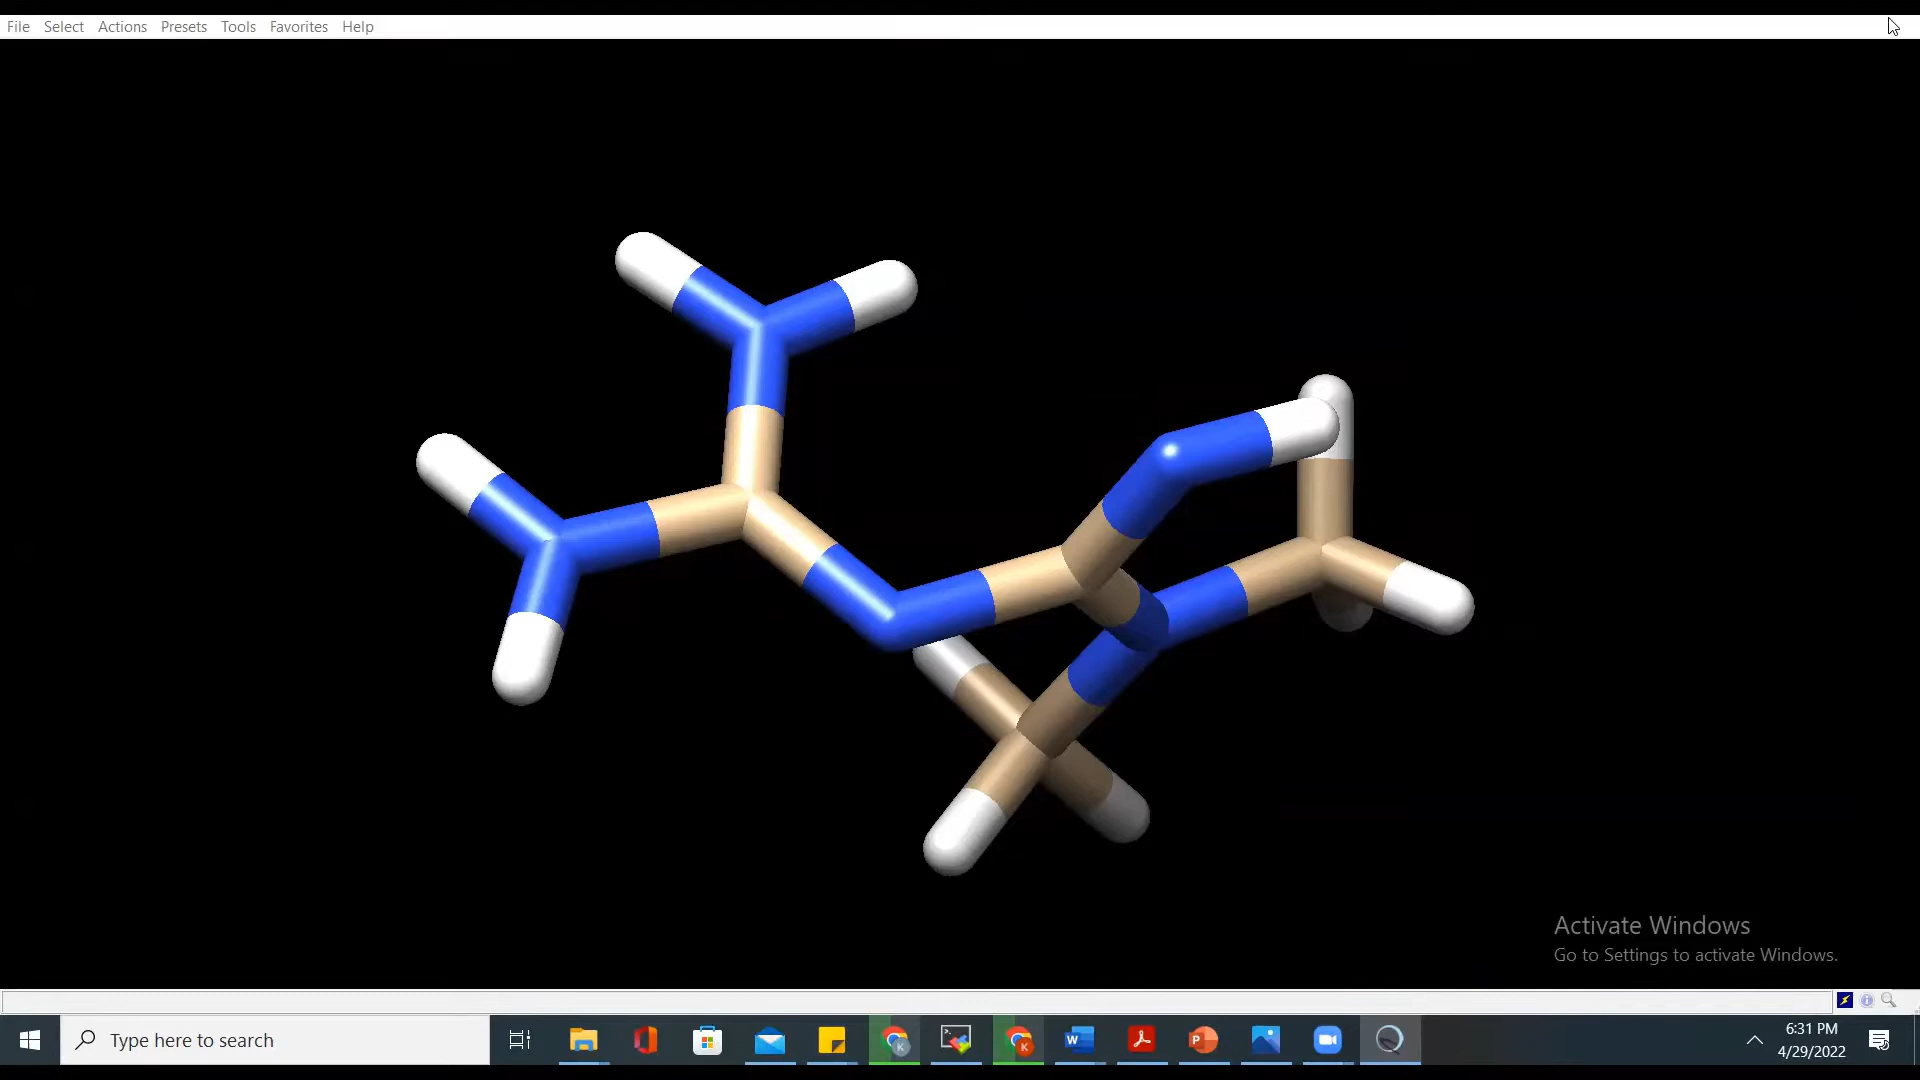 File Select Actions Presets Tools Favorites Help
Activate Windows
Go to Settings to activate Windows.
Type here to search
6:31 PM
4/29/2022